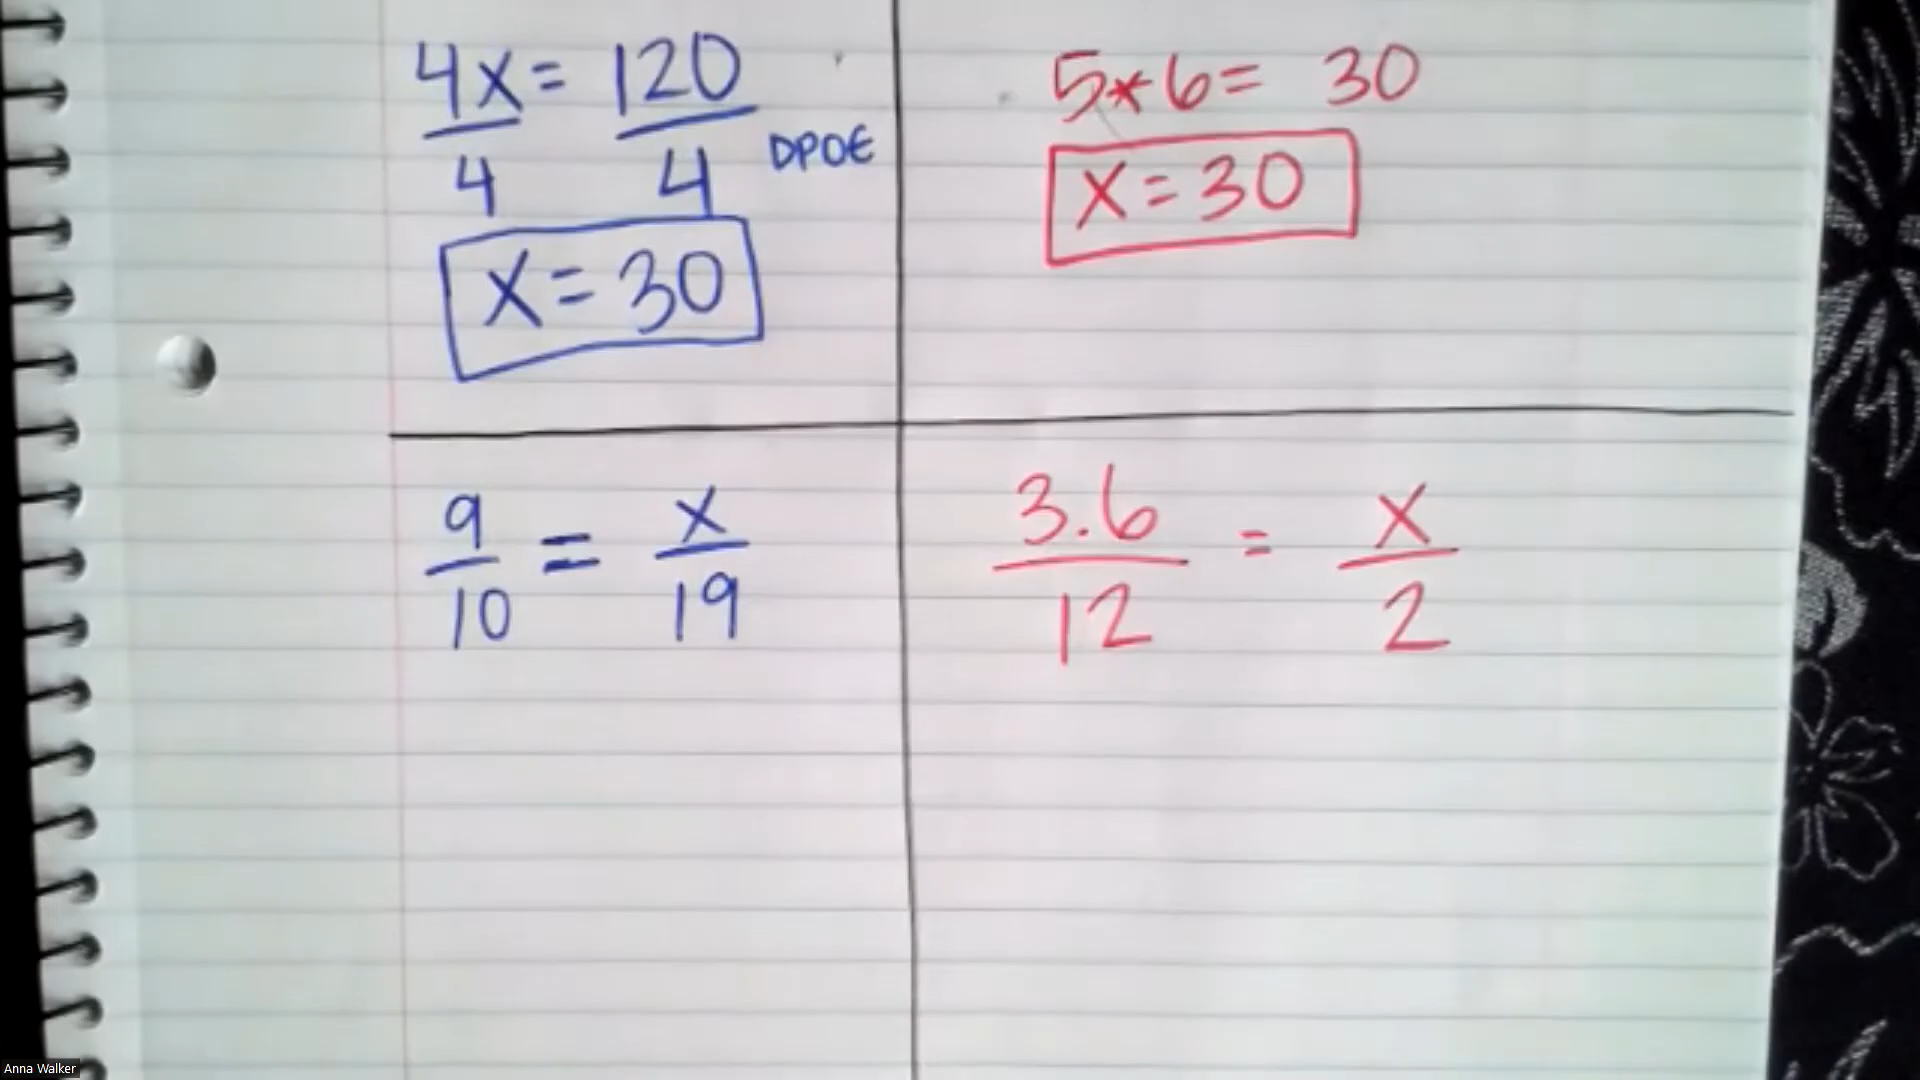 4x = 120
4 4 DPOE
x = 30
5*6 = 30
x = 30
9 = x
10 19
3.6 = x
12 2
Anna Walker